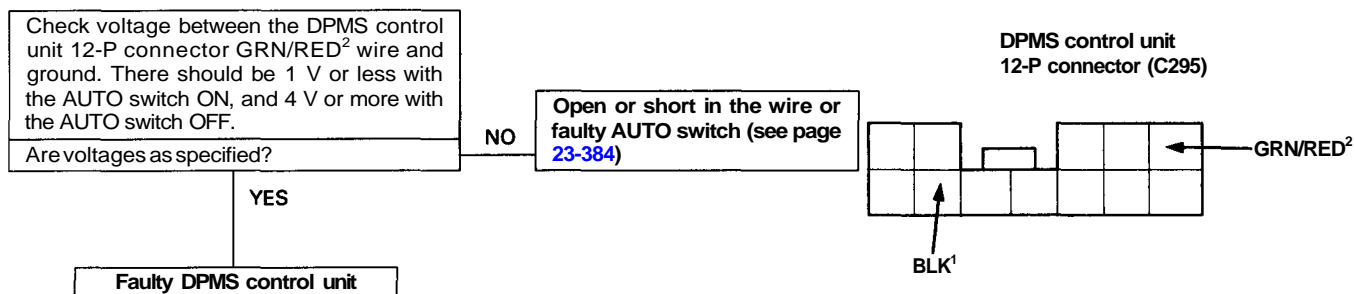 Check voltage between the DPMS control
unit 12-P connector GRN/RED² wire and
ground. There should be 1 V or less with
the AUTO switch ON, and 4 V or more with
the AUTO switch OFF.
Are voltages as specified?
NO
Open or short in the wire or
faulty AUTO switch (see page
23-384)
YES
Faulty DPMS control unit
DPMS control unit
12-P connector (C295)
GRN/RED²
BLK¹